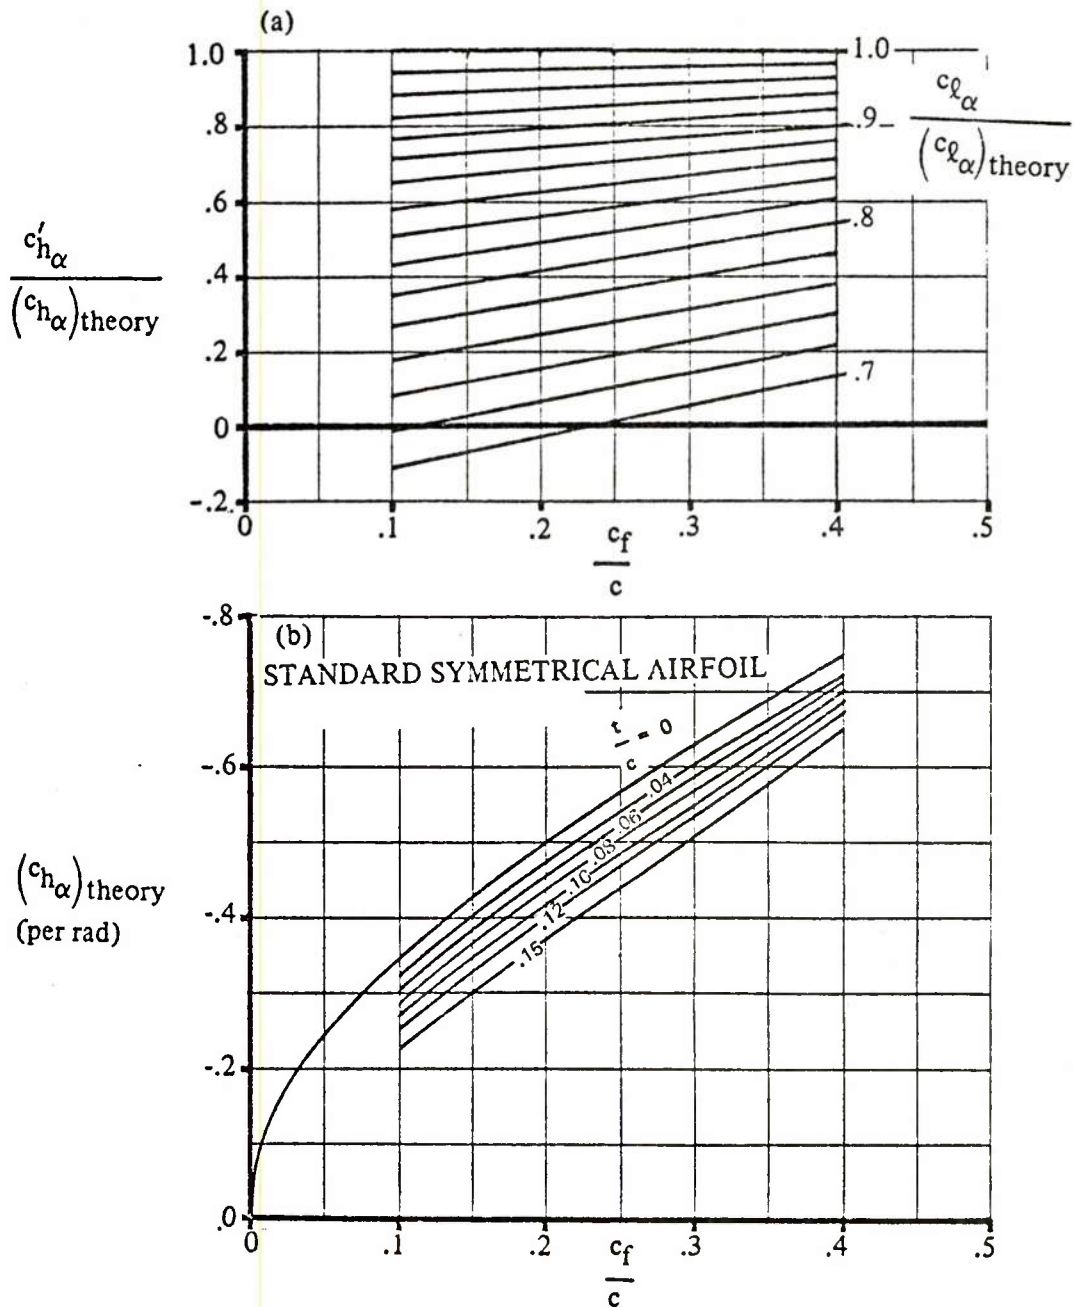 (a)
1.0
.8
.6
.4
.2
0
-.2
0 .1 .2 .3 .4 .5
c_f/c
c'_hα/(c_hα)theory
1.0
.9
.8
.7
c_ℓα/(c_ℓα)theory
(b)
STANDARD SYMMETRICAL AIRFOIL
t/c = 0
.04
.06
.08
.10
.12
.15
-.8
-.6
-.4
-.2
.0
(c_hα)theory
(per rad)
0 .1 .2 .3 .4 .5
c_f/c